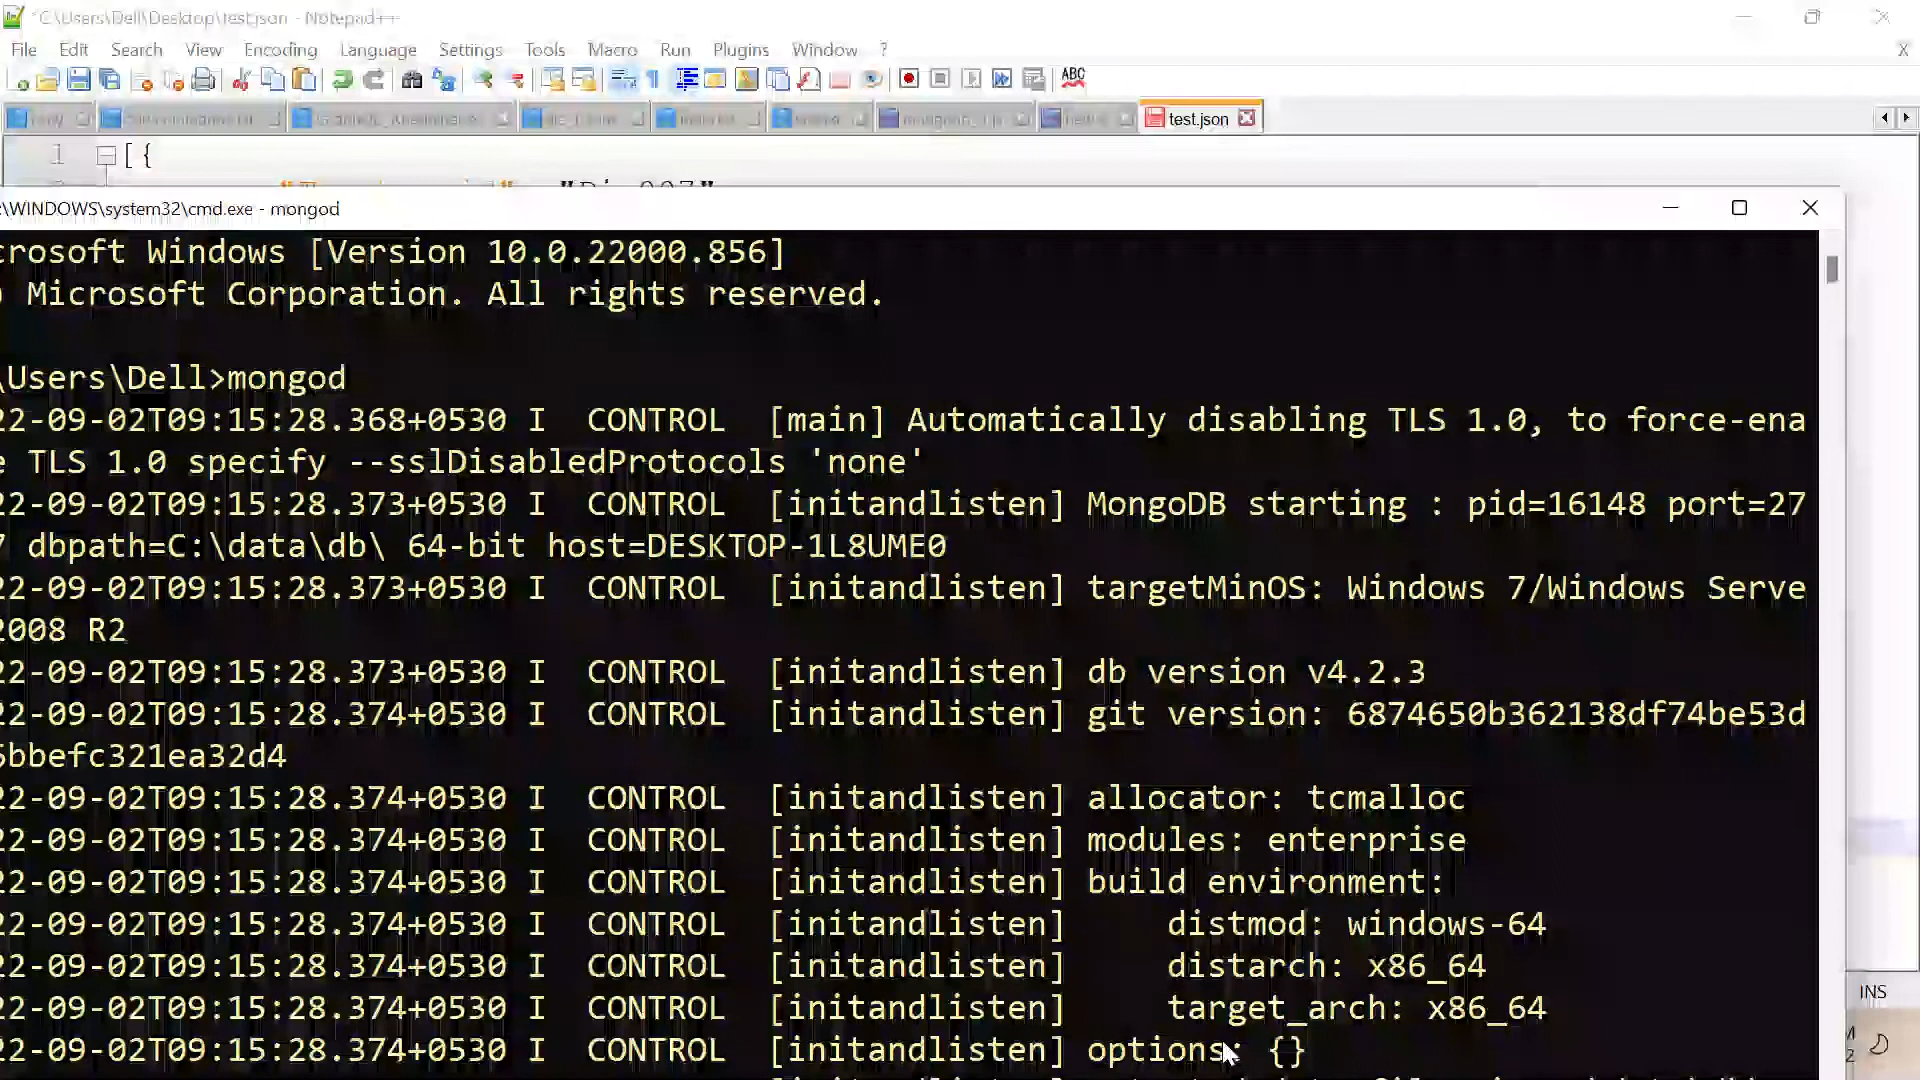 *C:\Users\Dell\Desktop\test.json - Notepad++
File Edit Search View Encoding Language Settings Tools Macro Run Plugins Window ? X
ABC
test.json
1 [ {
:\WINDOWS\system32\cmd.exe - mongod
crosoft Windows [Version 10.0.22000.856]
) Microsoft Corporation. All rights reserved.
\Users\Dell>mongod
22-09-02T09:15:28.368+0530 I CONTROL [main] Automatically disabling TLS 1.0, to force-ena
e TLS 1.0 specify --sslDisabledProtocols 'none'
22-09-02T09:15:28.373+0530 I CONTROL [initandlisten] MongoDB starting : pid=16148 port=27
7 dbpath=C:\data\db\ 64-bit host=DESKTOP-1L8UME0
22-09-02T09:15:28.373+0530 I CONTROL [initandlisten] targetMinOS: Windows 7/Windows Serve
2008 R2
22-09-02T09:15:28.373+0530 I CONTROL [initandlisten] db version v4.2.3
22-09-02T09:15:28.374+0530 I CONTROL [initandlisten] git version: 6874650b362138df74be53d
5bbefc321ea32d4
22-09-02T09:15:28.374+0530 I CONTROL [initandlisten] allocator: tcmalloc
22-09-02T09:15:28.374+0530 I CONTROL [initandlisten] modules: enterprise
22-09-02T09:15:28.374+0530 I CONTROL [initandlisten] build environment:
22-09-02T09:15:28.374+0530 I CONTROL [initandlisten] distmod: windows-64
22-09-02T09:15:28.374+0530 I CONTROL [initandlisten] distarch: x86_64
22-09-02T09:15:28.374+0530 I CONTROL [initandlisten] target_arch: x86_64
22-09-02T09:15:28.374+0530 I CONTROL [initandlisten] options: {}
INS